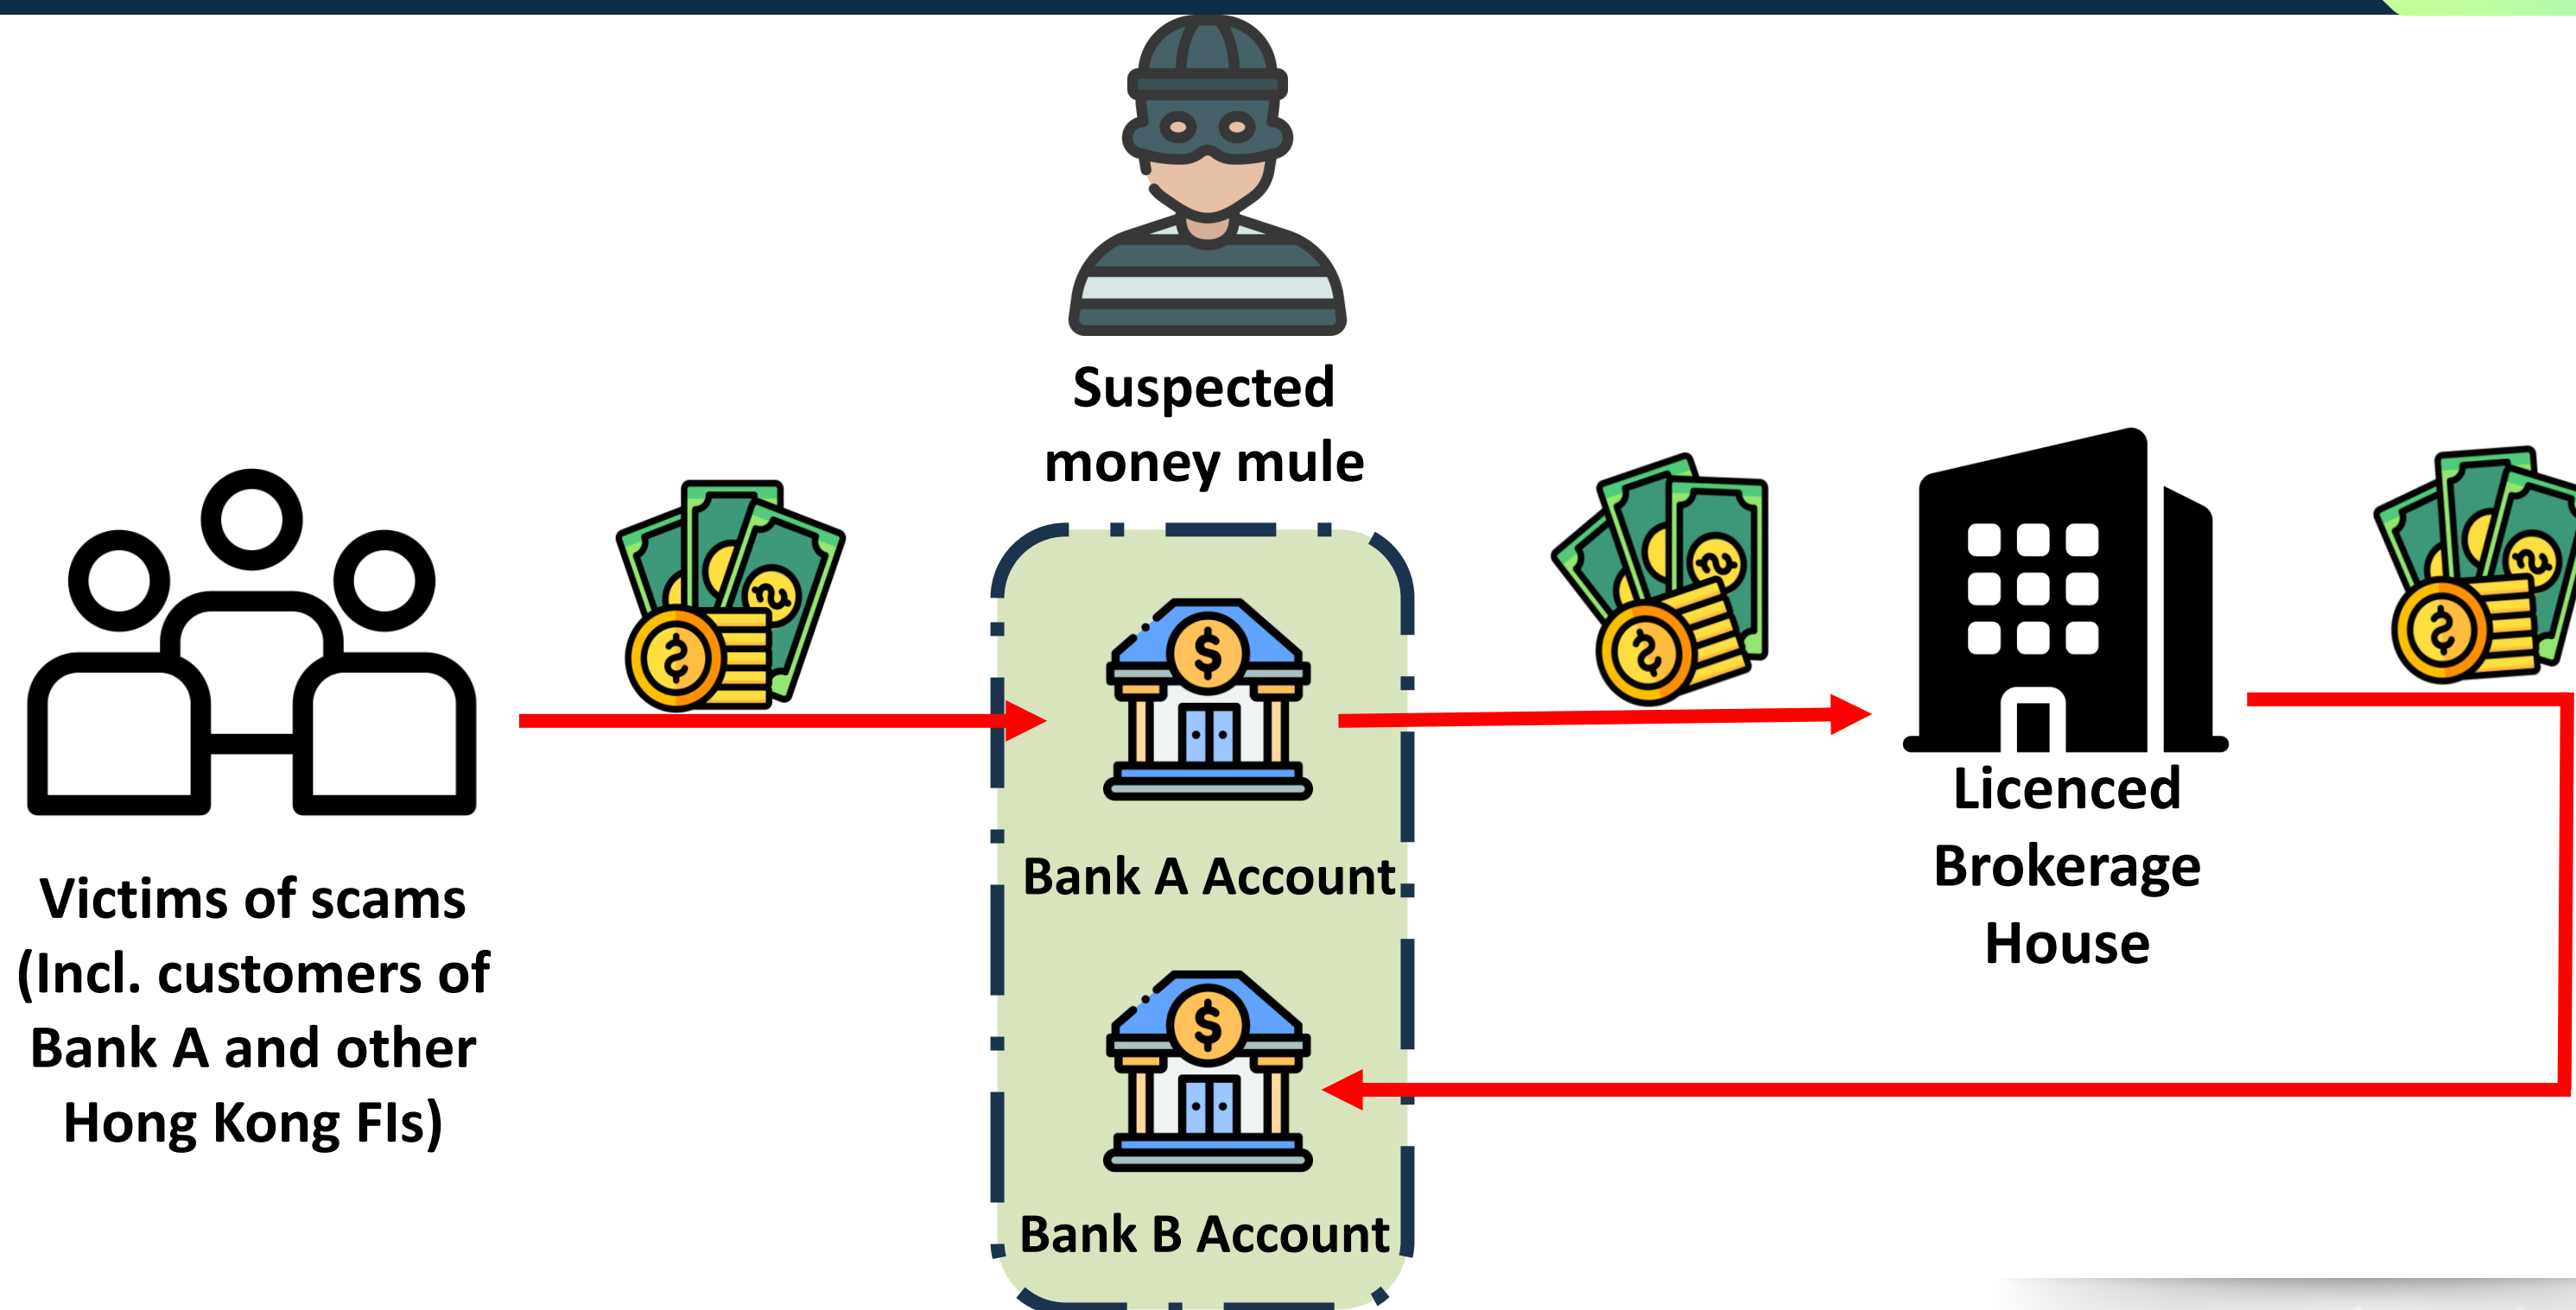 Suspected
money mule
Victims of scams
(Incl. customers of
Bank A and other
Hong Kong FIs)
Bank A Account
Bank B Account
Licenced
Brokerage
House